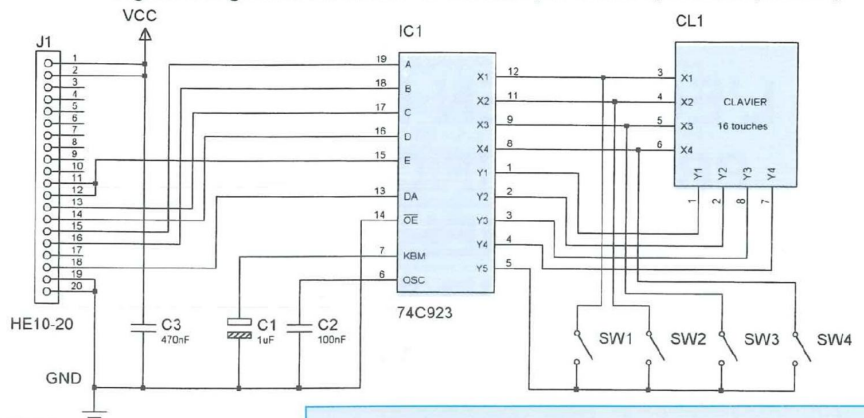 VCC
J1
1
2
3
4
5
6
7
8
9
10
11
12
13
14
15
16
17
18
19
20
HE10-20
GND
C3
470nF
C1
1uF
C2
100nF
IC1
19 A
18 B
17 C
16 D
15 E
13 DA
14 OE
7 KBM
6 OSC
X1 12
X2 11
X3 9
X4 8
Y1 1
Y2 2
Y3 3
Y4 4
Y5 5
74C923
CL1
3 X1
4 X2
5 X3
6 X4
CLAVIER
16 touches
Y1 Y2 Y3 Y4
1 2 8 7
SW1 SW2 SW3 SW4